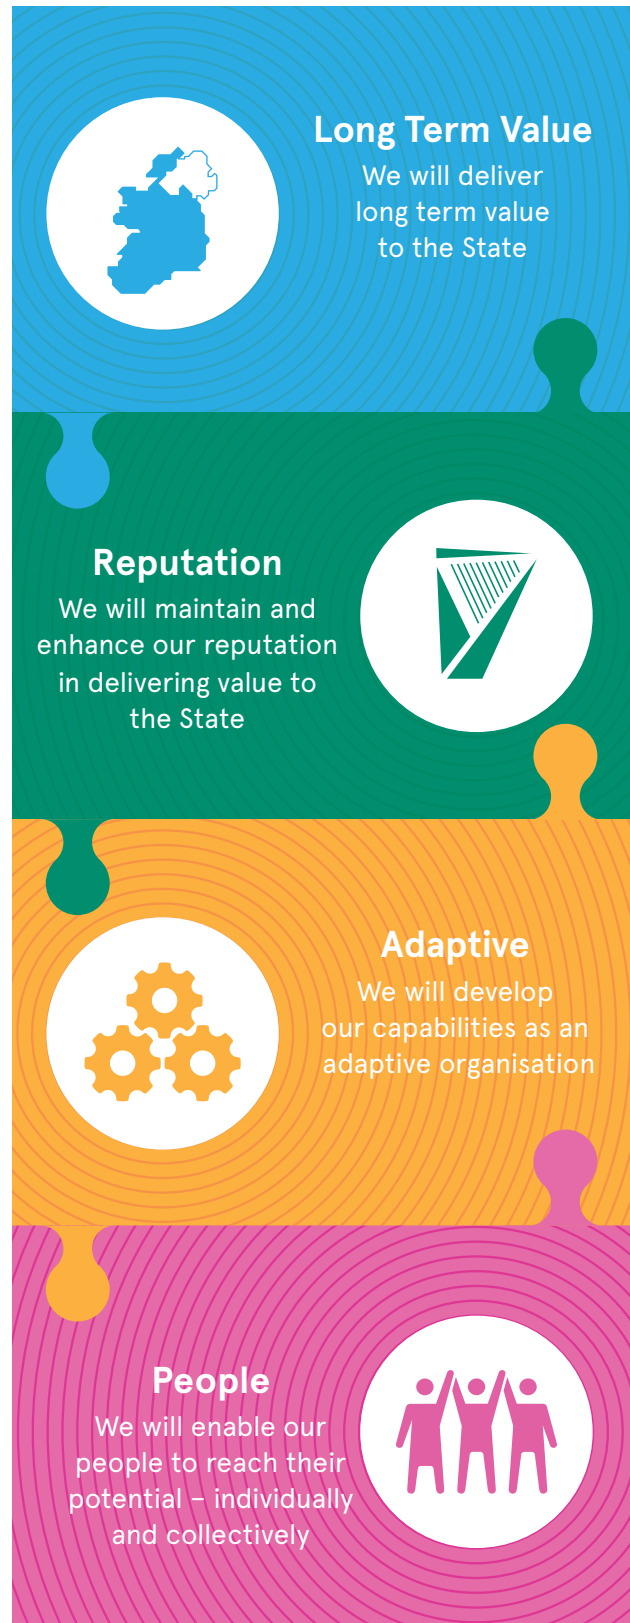 Long Term Value
We will deliver
long term value
to the State
Reputation
We will maintain and
enhance our reputation
in delivering value to
the State
Adaptive
We will develop
our capabilities as an
adaptive organisation
People
We will enable our
people to reach their
potential – individually
and collectively